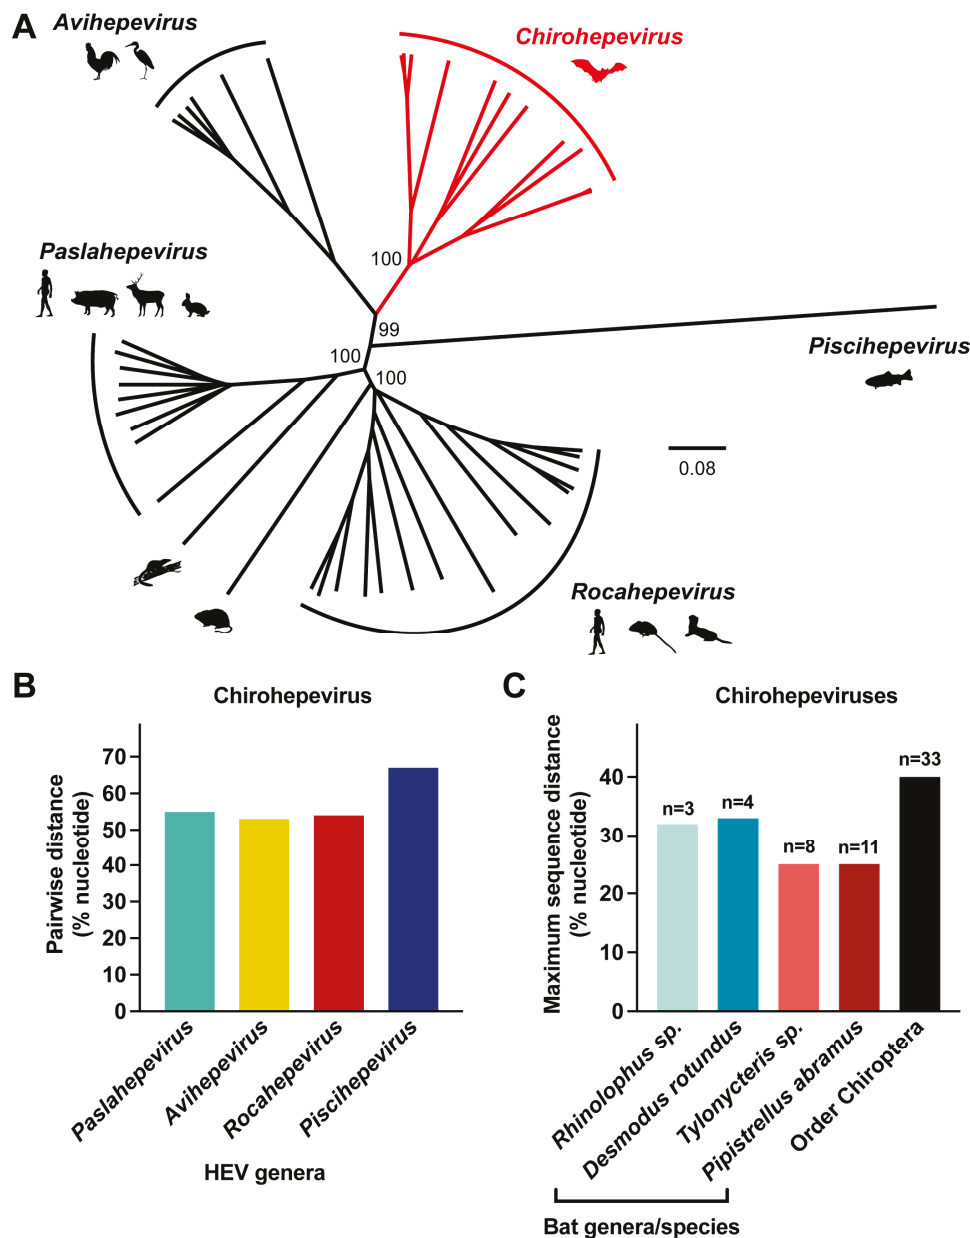 A
Avihepevirus
Chirohepevirus
Paslahepevirus
100
99
100
100
Piscihepevirus
0.08
Rocahepevirus
B
Chirohepevirus
Pairwise distance
(% nucleotide)
70
60
50
40
30
20
10
0
Paslahepevirus
Avihepevirus
Rocahepevirus
Piscihepevirus
HEV genera
C
Chirohepeviruses
Maximum sequence distance
(% nucleotide)
40
30
20
10
0
n=3
n=4
n=8
n=11
n=33
Rhinolophus sp.
Desmodus rotundus
Tylonycteris sp.
Pipistrellus abramus
Order Chiroptera
Bat genera/species